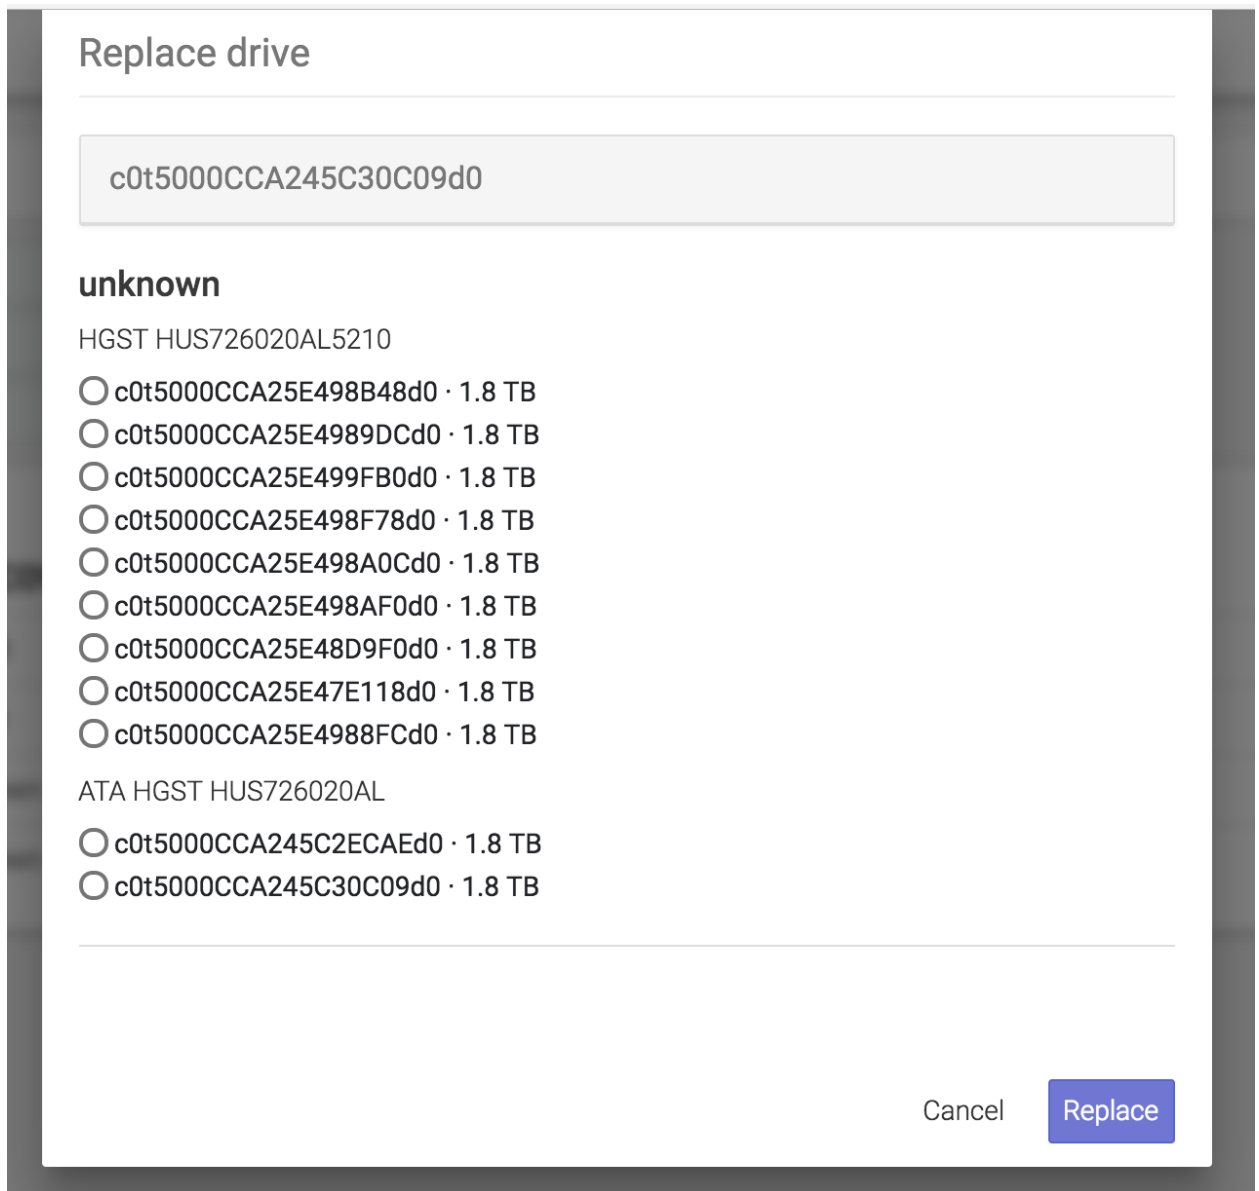 Replace drive
c0t5000CCA245C30C09d0
unknown
HGST HUS726020AL5210
c0t5000CCA25E498B48d0 · 1.8 TB
c0t5000CCA25E4989DCd0 · 1.8 TB
c0t5000CCA25E499FB0d0 · 1.8 TB
c0t5000CCA25E498F78d0 · 1.8 TB
c0t5000CCA25E498A0Cd0 · 1.8 TB
c0t5000CCA25E498AF0d0 · 1.8 TB
c0t5000CCA25E48D9F0d0 · 1.8 TB
c0t5000CCA25E47E118d0 · 1.8 TB
c0t5000CCA25E4988FCd0 · 1.8 TB
ATA HGST HUS726020AL
c0t5000CCA245C2ECAEd0 · 1.8 TB
c0t5000CCA245C30C09d0 · 1.8 TB
Cancel Replace